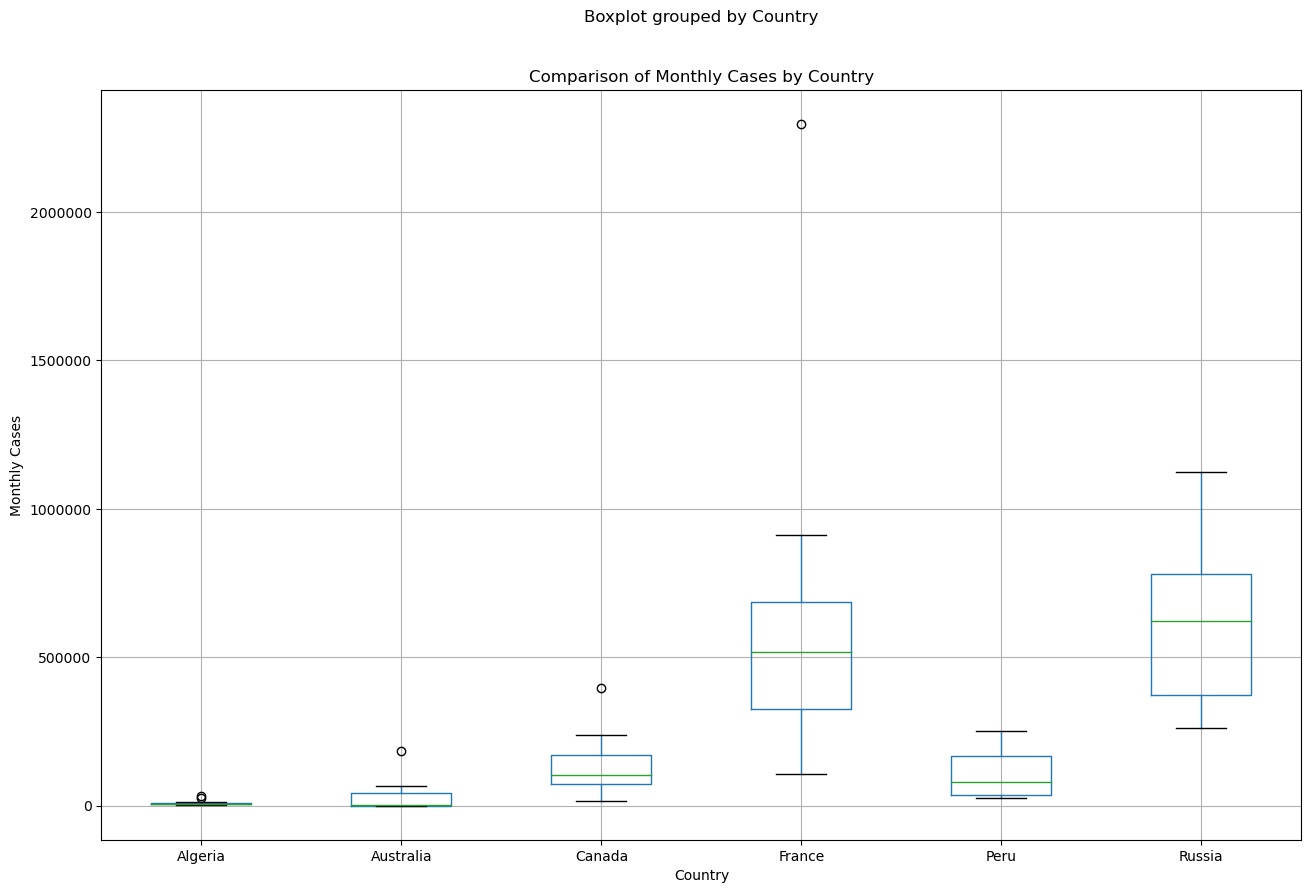 Boxplot grouped by Country
Comparison of Monthly Cases by Country
Monthly Cases
2000000
1500000
1000000
500000
0
Algeria Australia Canada France Peru Russia
Country